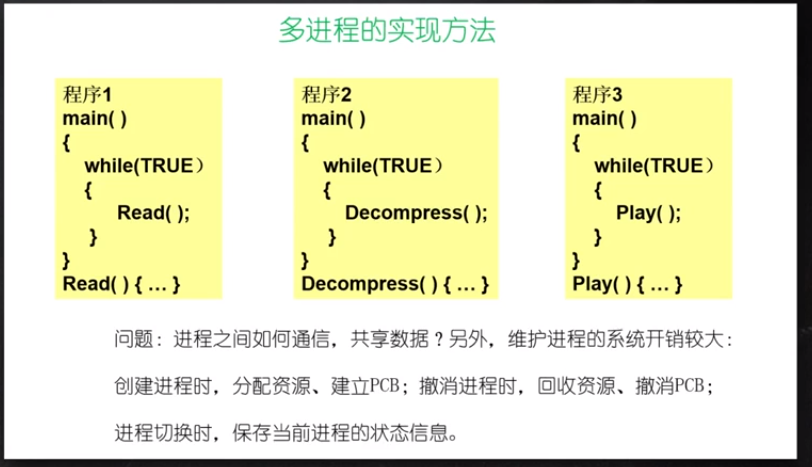 多进程的实现方法
程序1
main( )
{
while(TRUE）
{
Read( );
}
}
Read( ) { … }
程序2
main( )
{
while(TRUE）
{
Decompress( );
}
}
Decompress( ) { … }
程序3
main( )
{
while(TRUE）
{
Play( );
}
}
Play( ) { … }
问题：进程之间如何通信，共享数据？另外，维护进程的系统开销较大：
创建进程时，分配资源、建立PCB；撤消进程时，回收资源、撤消PCB；
进程切换时，保存当前进程的状态信息。